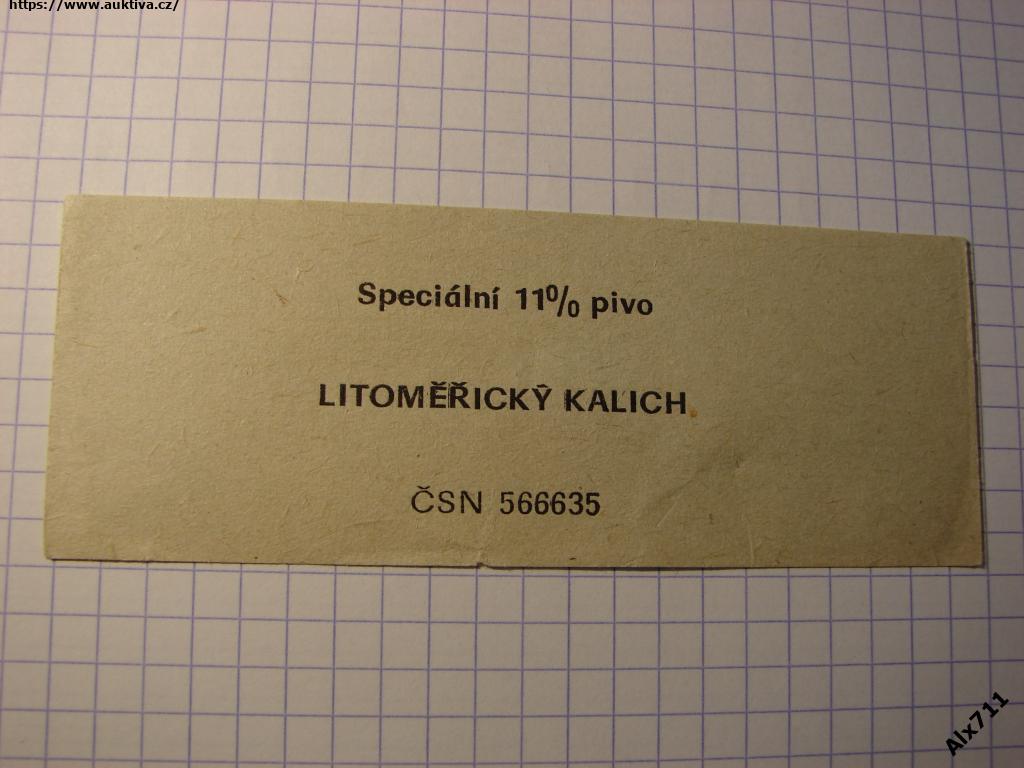 https://www.auktiva.cz/
Speciální 11% pivo
LITOMĚŘICKÝ KALICH
ČSN 566635
Alx711